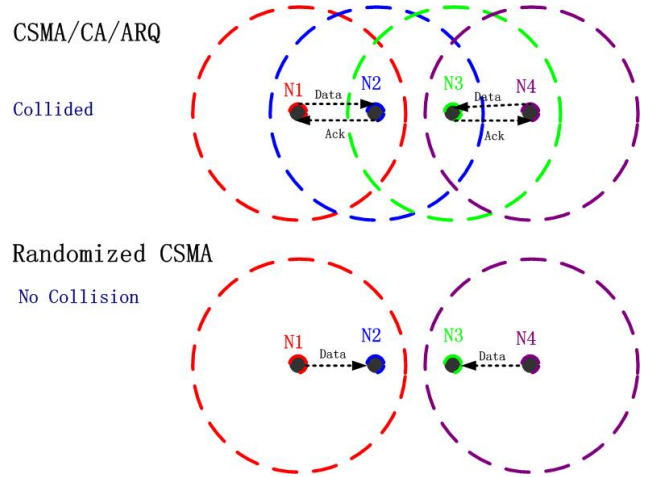 CSMA/CA/ARQ
Collided
N1 N2 N3 N4
Data Data
Ack Ack
Randomized CSMA
No Collision
N1 N2 N3 N4
Data Data